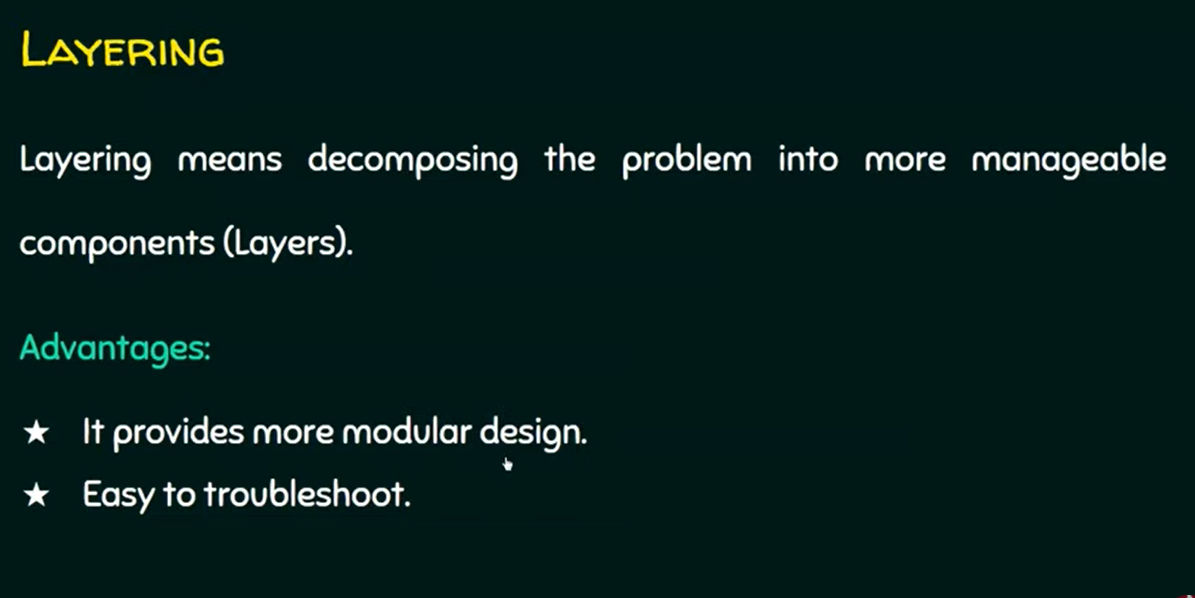 LAYERING
Layering means decomposing the problem into more manageable
components (Layers).
Advantages:
★ It provides more modular design.
★ Easy to troubleshoot.